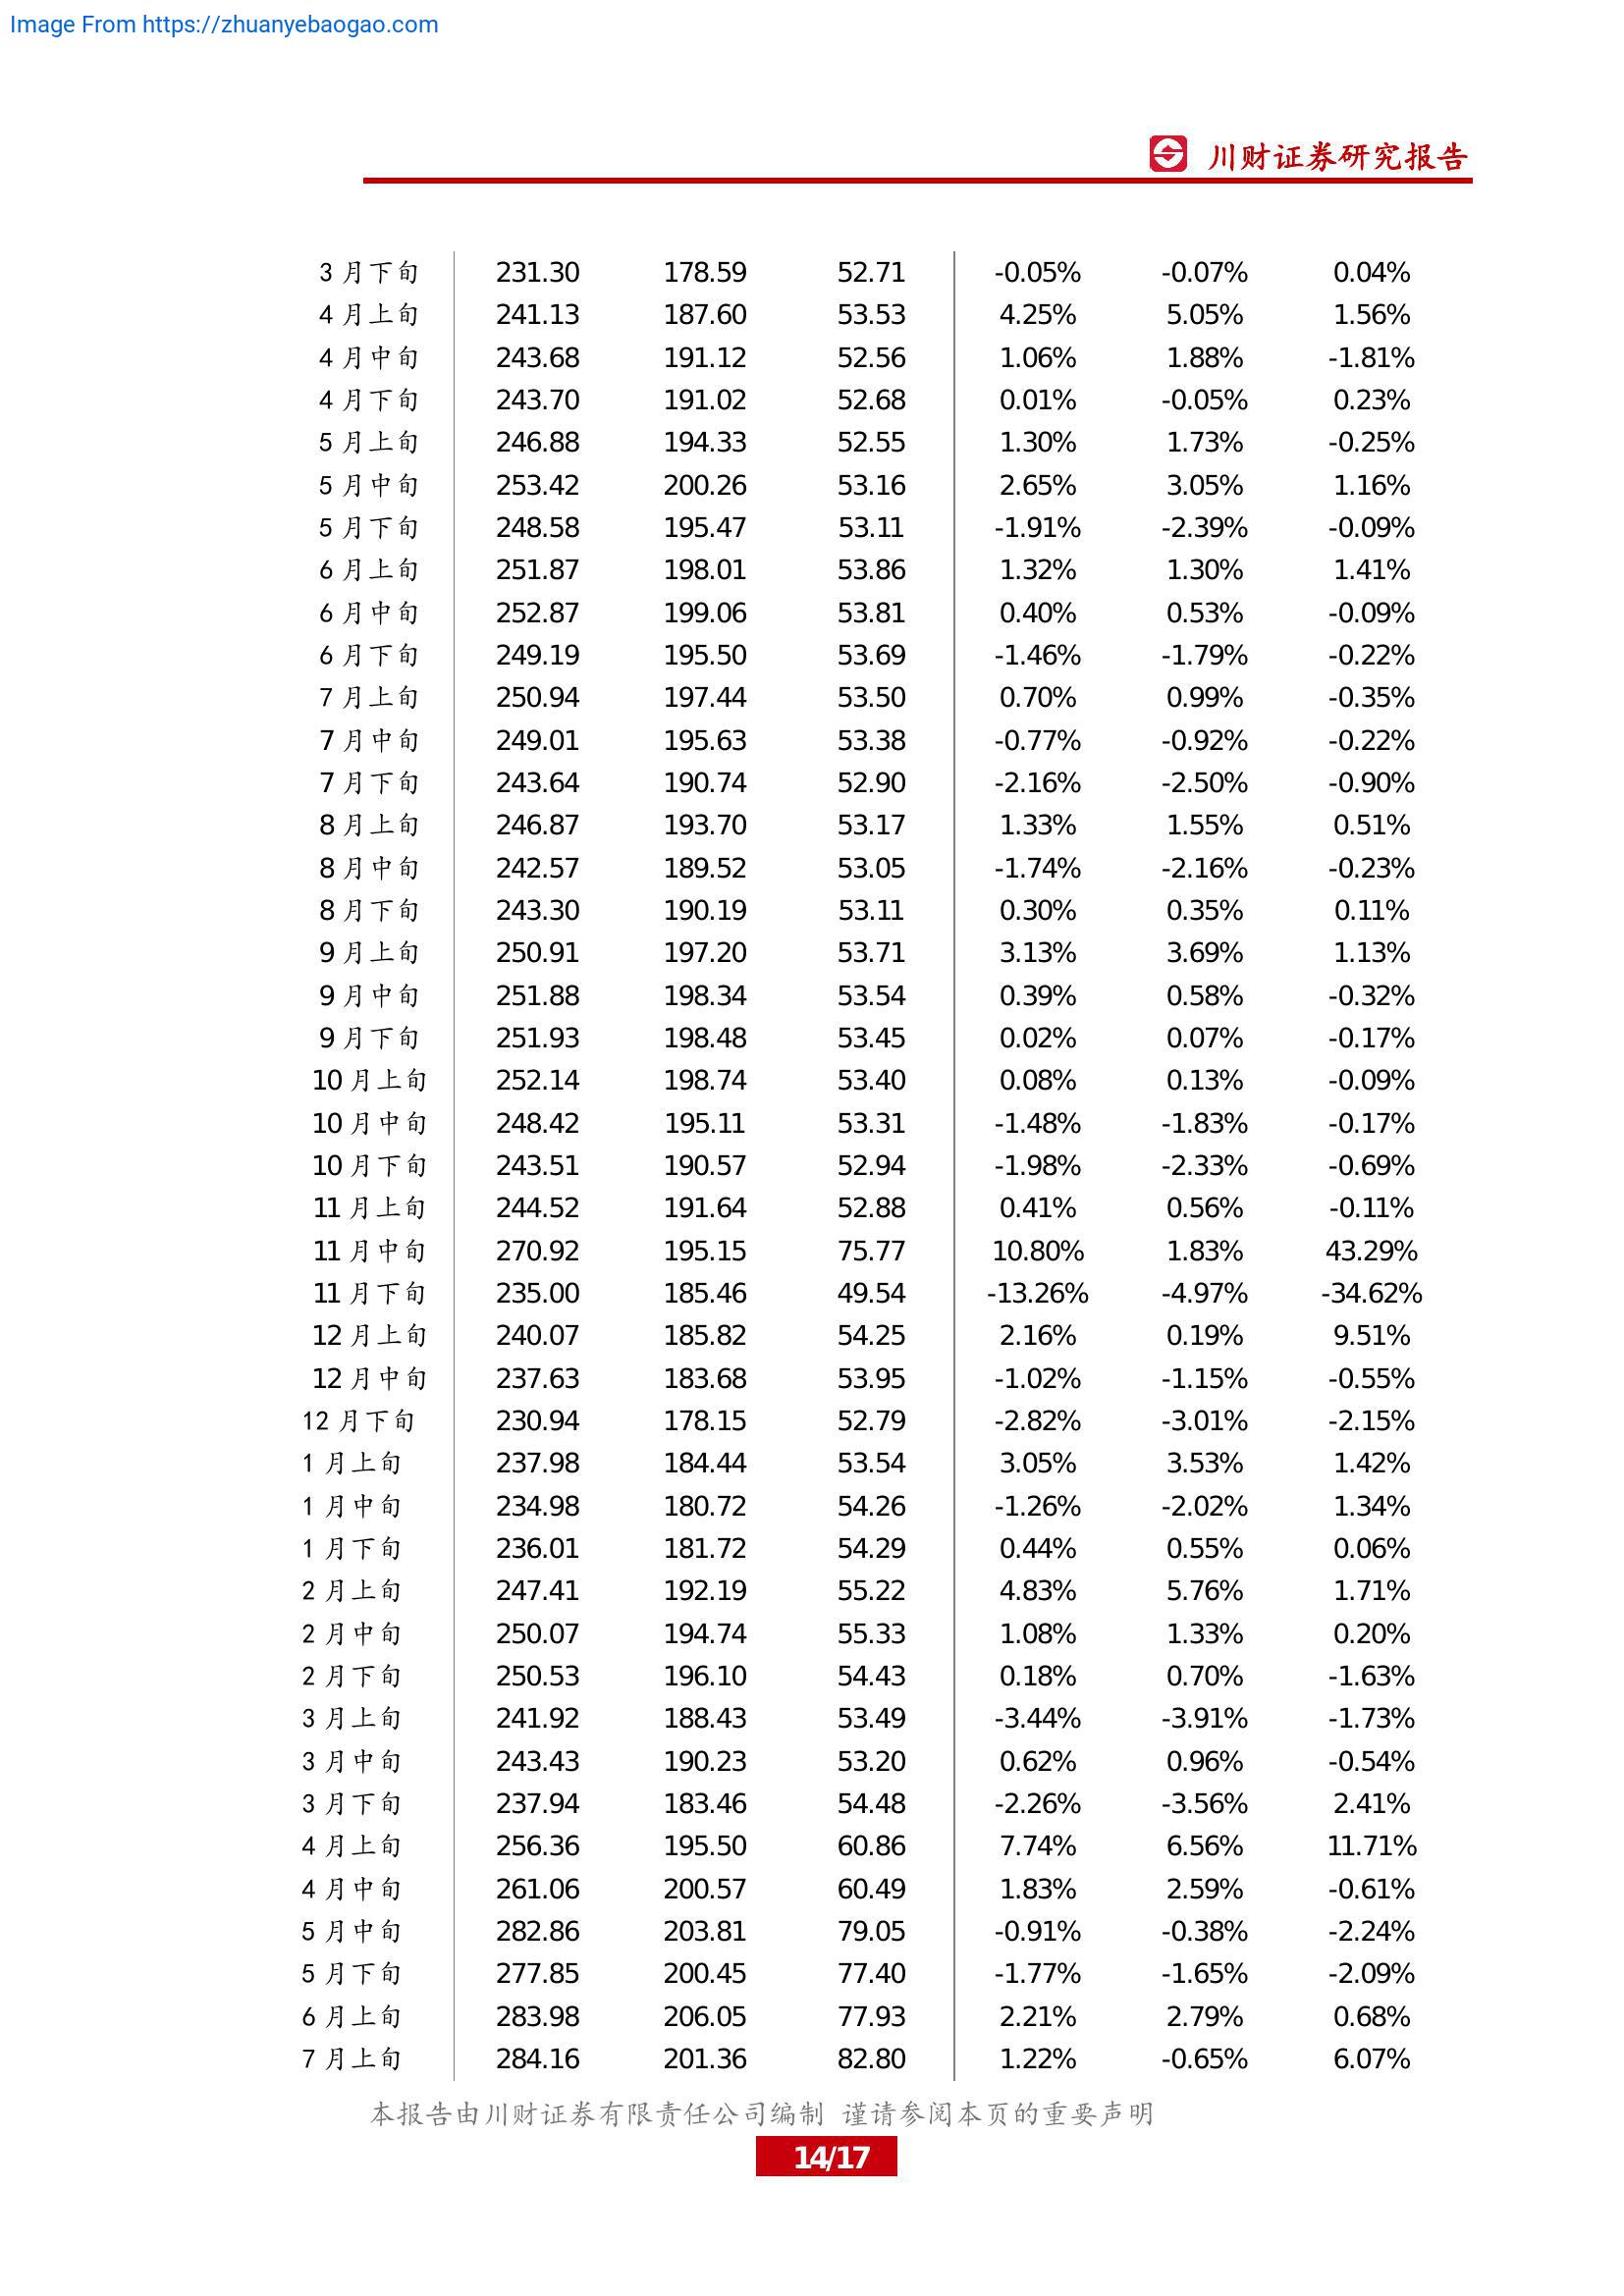 Image From https://zhuanyebaogao.com
川财证券研究报告
3 月下旬 231.30 178.59 52.71 -0.05% -0.07% 0.04%
4 月上旬 241.13 187.60 53.53 4.25% 5.05% 1.56%
4 月中旬 243.68 191.12 52.56 1.06% 1.88% -1.81%
4 月下旬 243.70 191.02 52.68 0.01% -0.05% 0.23%
5 月上旬 246.88 194.33 52.55 1.30% 1.73% -0.25%
5 月中旬 253.42 200.26 53.16 2.65% 3.05% 1.16%
5 月下旬 248.58 195.47 53.11 -1.91% -2.39% -0.09%
6 月上旬 251.87 198.01 53.86 1.32% 1.30% 1.41%
6 月中旬 252.87 199.06 53.81 0.40% 0.53% -0.09%
6 月下旬 249.19 195.50 53.69 -1.46% -1.79% -0.22%
7 月上旬 250.94 197.44 53.50 0.70% 0.99% -0.35%
7 月中旬 249.01 195.63 53.38 -0.77% -0.92% -0.22%
7 月下旬 243.64 190.74 52.90 -2.16% -2.50% -0.90%
8 月上旬 246.87 193.70 53.17 1.33% 1.55% 0.51%
8 月中旬 242.57 189.52 53.05 -1.74% -2.16% -0.23%
8 月下旬 243.30 190.19 53.11 0.30% 0.35% 0.11%
9 月上旬 250.91 197.20 53.71 3.13% 3.69% 1.13%
9 月中旬 251.88 198.34 53.54 0.39% 0.58% -0.32%
9 月下旬 251.93 198.48 53.45 0.02% 0.07% -0.17%
10 月上旬 252.14 198.74 53.40 0.08% 0.13% -0.09%
10 月中旬 248.42 195.11 53.31 -1.48% -1.83% -0.17%
10 月下旬 243.51 190.57 52.94 -1.98% -2.33% -0.69%
11 月上旬 244.52 191.64 52.88 0.41% 0.56% -0.11%
11 月中旬 270.92 195.15 75.77 10.80% 1.83% 43.29%
11 月下旬 235.00 185.46 49.54 -13.26% -4.97% -34.62%
12 月上旬 240.07 185.82 54.25 2.16% 0.19% 9.51%
12 月中旬 237.63 183.68 53.95 -1.02% -1.15% -0.55%
12 月下旬 230.94 178.15 52.79 -2.82% -3.01% -2.15%
1 月上旬 237.98 184.44 53.54 3.05% 3.53% 1.42%
1 月中旬 234.98 180.72 54.26 -1.26% -2.02% 1.34%
1 月下旬 236.01 181.72 54.29 0.44% 0.55% 0.06%
2 月上旬 247.41 192.19 55.22 4.83% 5.76% 1.71%
2 月中旬 250.07 194.74 55.33 1.08% 1.33% 0.20%
2 月下旬 250.53 196.10 54.43 0.18% 0.70% -1.63%
3 月上旬 241.92 188.43 53.49 -3.44% -3.91% -1.73%
3 月中旬 243.43 190.23 53.20 0.62% 0.96% -0.54%
3 月下旬 237.94 183.46 54.48 -2.26% -3.56% 2.41%
4 月上旬 256.36 195.50 60.86 7.74% 6.56% 11.71%
4 月中旬 261.06 200.57 60.49 1.83% 2.59% -0.61%
5 月中旬 282.86 203.81 79.05 -0.91% -0.38% -2.24%
5 月下旬 277.85 200.45 77.40 -1.77% -1.65% -2.09%
6 月上旬 283.98 206.05 77.93 2.21% 2.79% 0.68%
7 月上旬 284.16 201.36 82.80 1.22% -0.65% 6.07%
本报告由川财证券有限责任公司编制 谨请参阅本页的重要声明
14/17